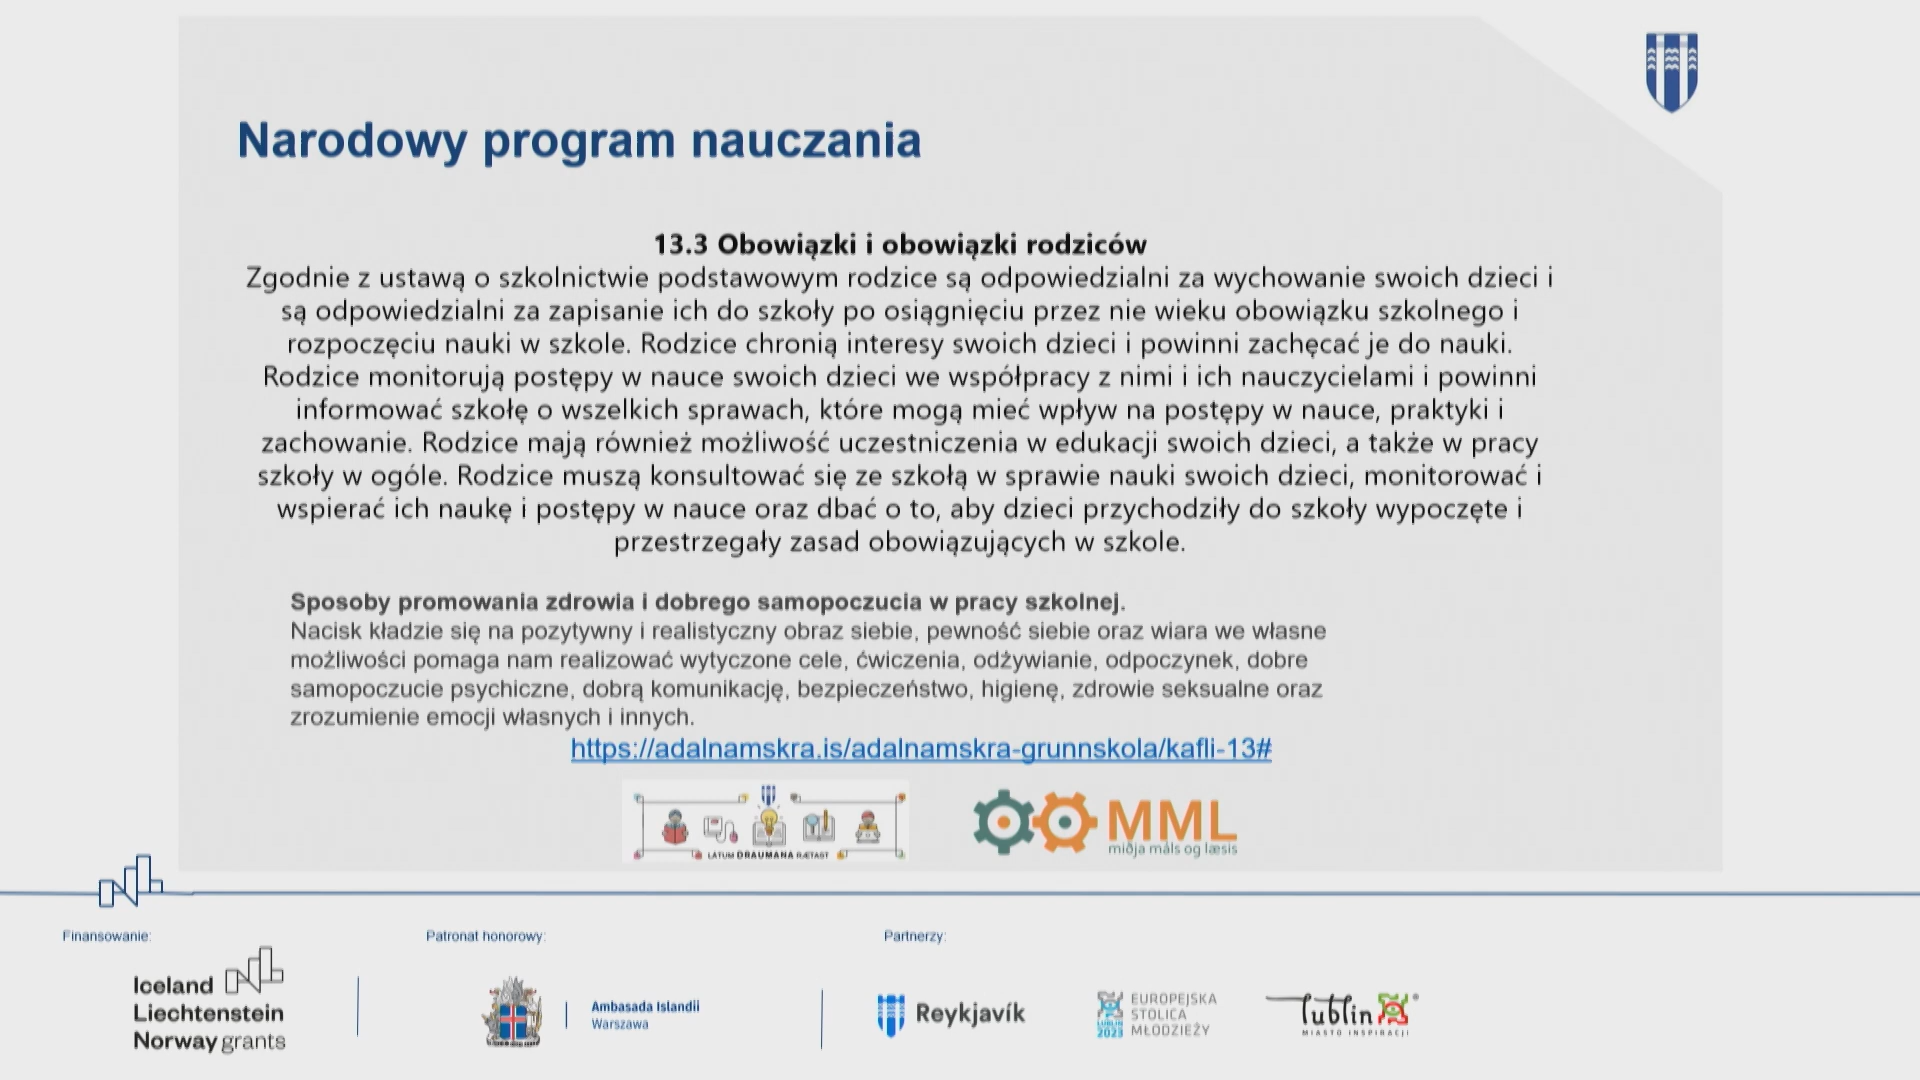 Narodowy program nauczania
13.3 Obowiązki i obowiązki rodziców
Zgodnie z ustawą o szkolnictwie podstawowym rodzice są odpowiedzialni za wychowanie swoich dzieci i
są odpowiedzialni za zapisanie ich do szkoły po osiągnięciu przez nie wieku obowiązku szkolnego i
rozpoczęciu nauki w szkole. Rodzice chronią interesy swoich dzieci i powinni zachęcać je do nauki.
Rodzice monitorują postępy w nauce swoich dzieci we współpracy z nimi i ich nauczycielami i powinni
informować szkołę o wszelkich sprawach, które mogą mieć wpływ na postępy w nauce, praktyki i
zachowanie. Rodzice mają również możliwość uczestniczenia w edukacji swoich dzieci, a także w pracy
szkoły w ogóle. Rodzice muszą konsultować się ze szkołą w sprawie nauki swoich dzieci, monitorować i
wspierać ich naukę i postępy w nauce oraz dbać o to, aby dzieci przychodziły do szkoły wypoczęte i
przestrzegały zasad obowiązujących w szkole.
Sposoby promowania zdrowia i dobrego samopoczucia w pracy szkolnej.
Nacisk kładzie się na pozytywny i realistyczny obraz siebie, pewność siebie oraz wiara we własne
możliwości pomaga nam realizować wytyczone cele, ćwiczenia, odżywianie, odpoczynek, dobre
samopoczucie psychiczne, dobrą komunikację, bezpieczeństwo, higienę, zdrowie seksualne oraz
zrozumienie emocji własnych i innych.
https://adalnamskra.is/adalnamskra-grunnskola/kafli-13#
LÁTUM DRAUMANA RÆTAST
MML
miðja máls og læsis
Finansowanie:
Patronat honorowy:
Partnerzy:
Iceland
Liechtenstein
Norway grants
Ambasada Islandii
Warszawa
Reykjavík
LUBLIN
2023
EUROPEJSKA
STOLICA
MŁODZIEŻY
Lublin
MIASTO INSPIRACJI